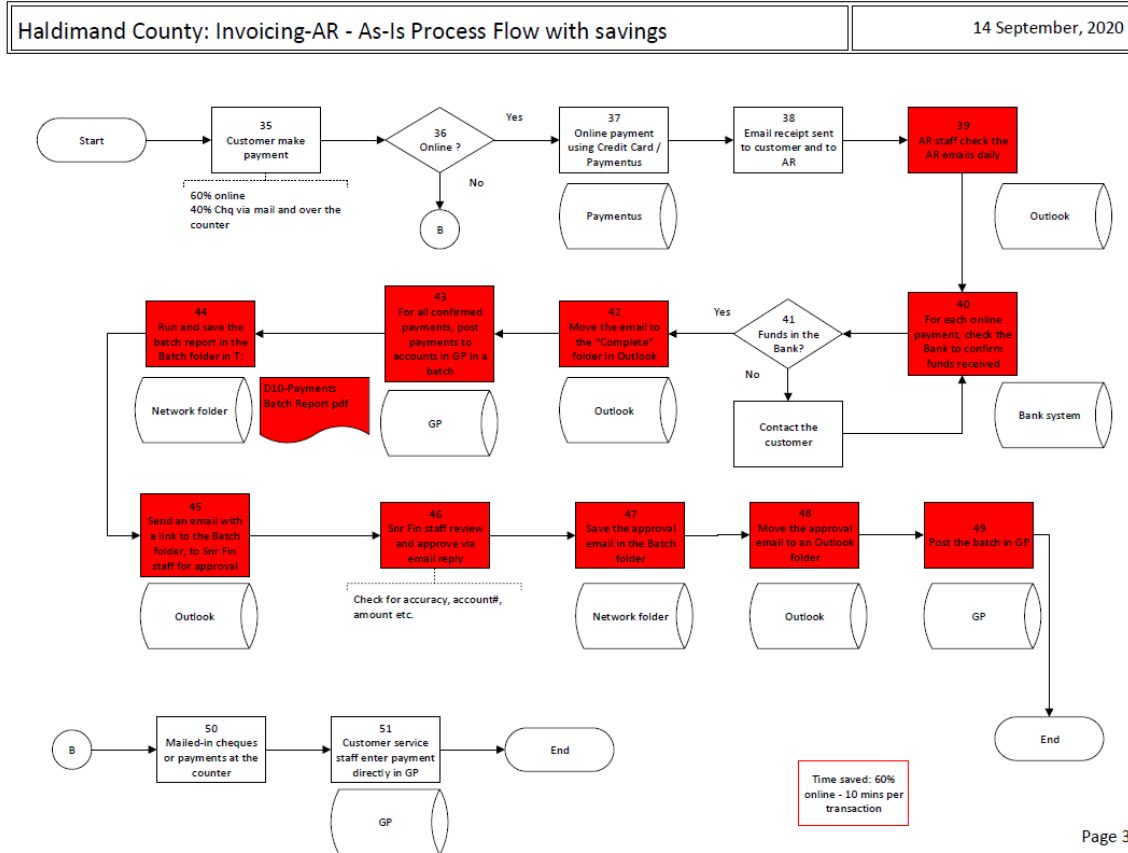 Haldimand County: Invoicing-AR - As-Is Process Flow with savings
14 September, 2020
Start
35
Customer make
payment
60% online
40% Chq via mail and over the
counter
36
Online ?
Yes
No
B
37
Online payment
using Credit Card /
Paymentus
Paymentus
38
Email receipt sent
to customer and to
AR
39
AR staff check the
AR emails daily
Outlook
40
For each online
payment, check the
Bank to confirm
funds received
Bank system
41
Funds in the
Bank?
Yes
No
Contact the
customer
42
Move the email to
the "Complete"
folder in Outlook
Outlook
43
For all confirmed
payments, post
payments to
accounts in GP in a
batch
GP
D10-Payments
Batch Report pdf
44
Run and save the
batch report in the
Batch folder in T:
Network folder
45
Send an email with
a link to the Batch
folder, to Snr Fin
staff for approval
Outlook
46
Snr Fin staff review
and approve via
email reply
Check for accuracy, account#,
amount etc.
47
Save the approval
email in the Batch
folder
Network folder
48
Move the approval
email to an Outlook
folder
Outlook
49
Post the batch in GP
GP
End
B
50
Mailed-in cheques
or payments at the
counter
51
Customer service
staff enter payment
directly in GP
GP
End
Time saved: 60%
online - 10 mins per
transaction
Page 3